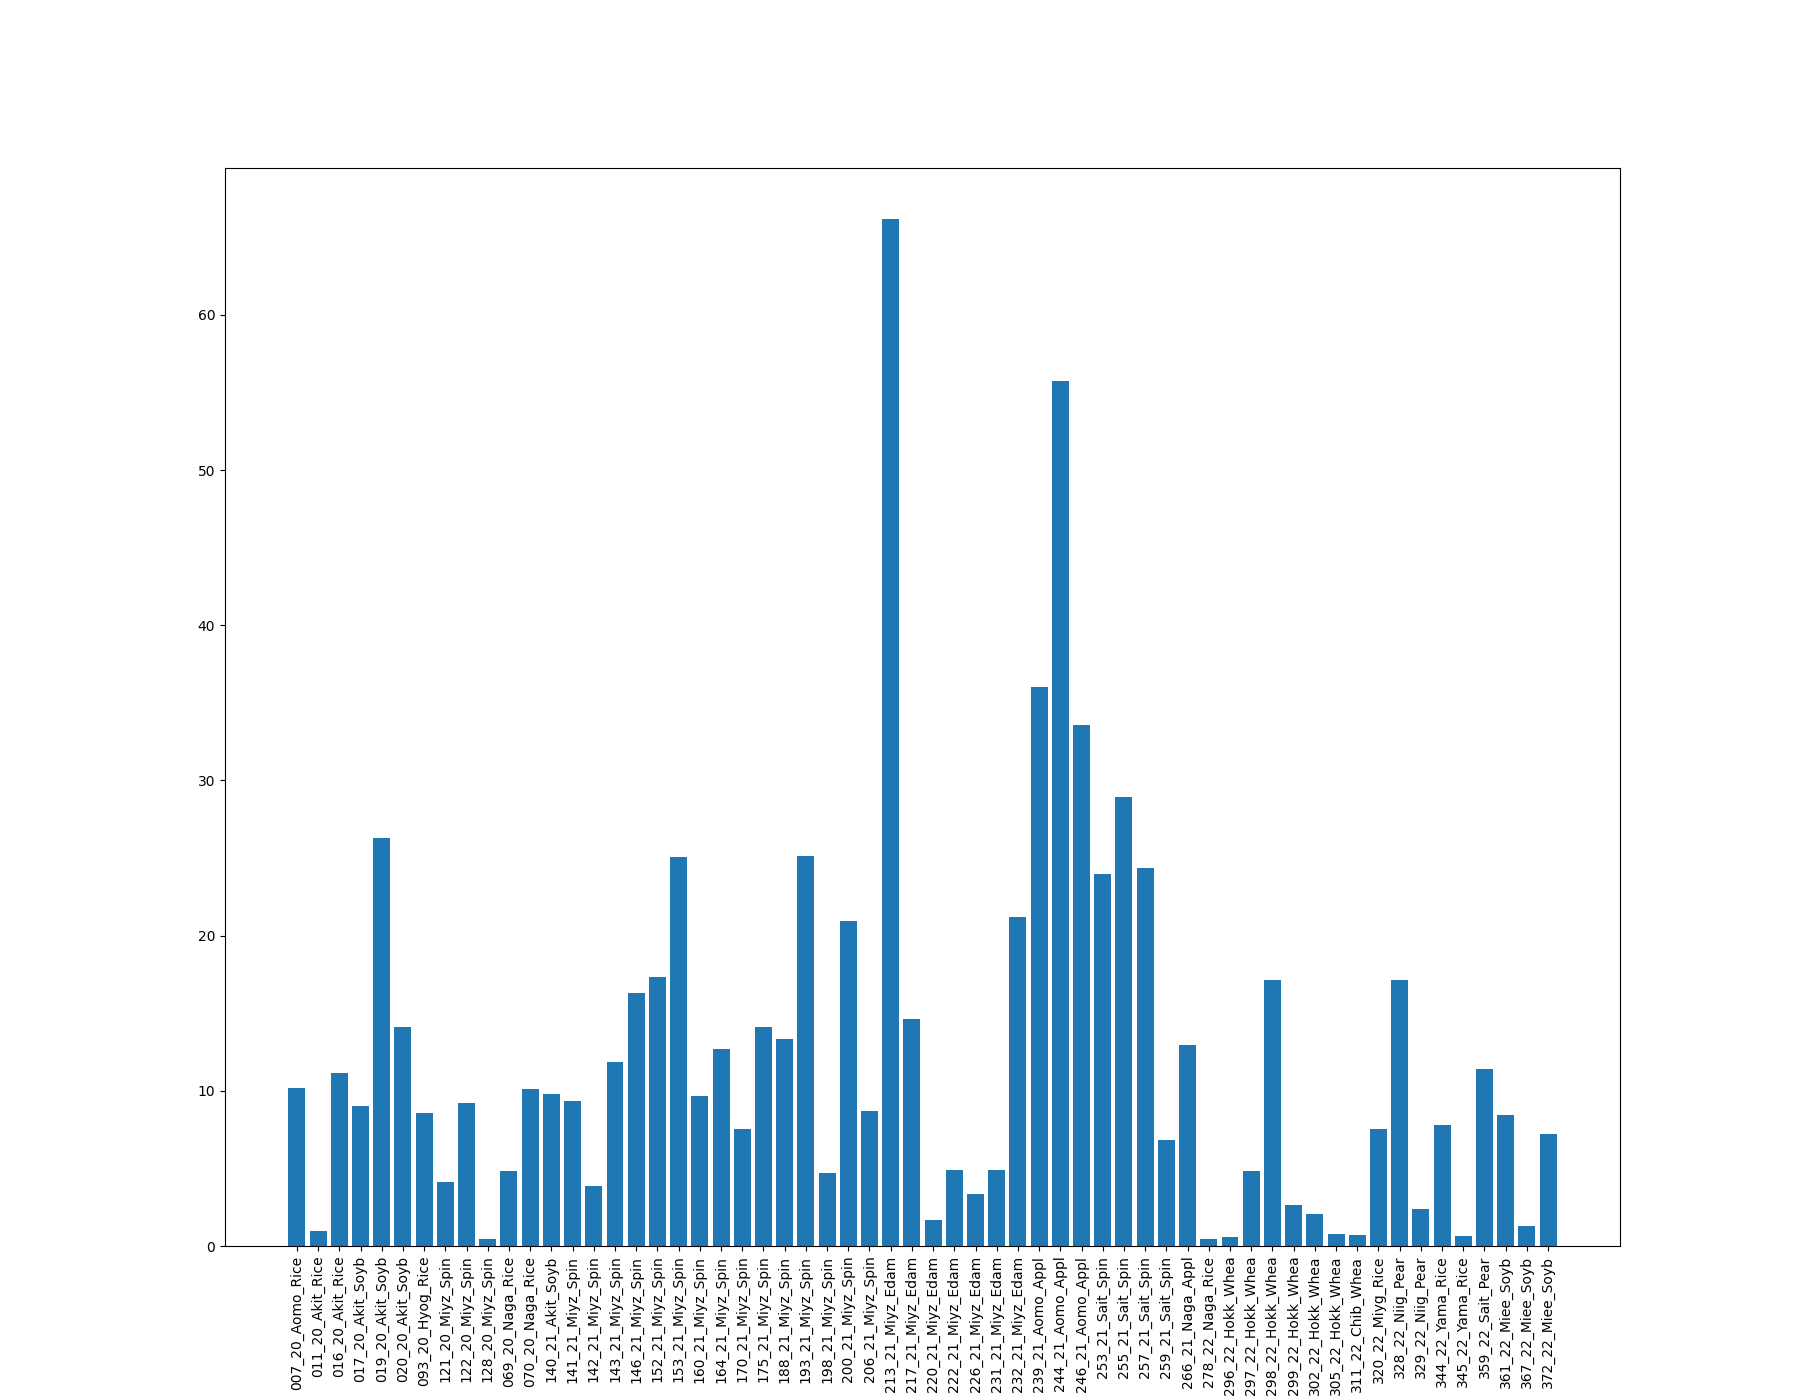 60
50
40
30
20
10
0
007_20_Aomo_Rice
011_20_Akit_Rice
016_20_Akit_Rice
017_20_Akit_Soyb
019_20_Akit_Soyb
020_20_Akit_Soyb
093_20_Hyog_Rice
121_20_Miyz_Spin
122_20_Miyz_Spin
128_20_Miyz_Spin
069_20_Naga_Rice
070_20_Naga_Rice
140_21_Akit_Soyb
141_21_Miyz_Spin
142_21_Miyz_Spin
143_21_Miyz_Spin
146_21_Miyz_Spin
152_21_Miyz_Spin
153_21_Miyz_Spin
160_21_Miyz_Spin
164_21_Miyz_Spin
170_21_Miyz_Spin
175_21_Miyz_Spin
188_21_Miyz_Spin
193_21_Miyz_Spin
198_21_Miyz_Spin
200_21_Miyz_Spin
206_21_Miyz_Spin
213_21_Miyz_Edam
217_21_Miyz_Edam
220_21_Miyz_Edam
222_21_Miyz_Edam
226_21_Miyz_Edam
231_21_Miyz_Edam
232_21_Miyz_Edam
239_21_Aomo_Appl
244_21_Aomo_Appl
246_21_Aomo_Appl
253_21_Sait_Spin
255_21_Sait_Spin
257_21_Sait_Spin
259_21_Sait_Spin
266_21_Naga_Appl
278_22_Naga_Rice
296_22_Hokk_Whea
297_22_Hokk_Whea
298_22_Hokk_Whea
299_22_Hokk_Whea
302_22_Hokk_Whea
305_22_Hokk_Whea
311_22_Chib_Whea
320_22_Miyg_Rice
328_22_Niig_Pear
329_22_Niig_Pear
344_22_Yama_Rice
345_22_Yama_Rice
359_22_Sait_Pear
361_22_Miee_Soyb
367_22_Miee_Soyb
372_22_Miee_Soyb